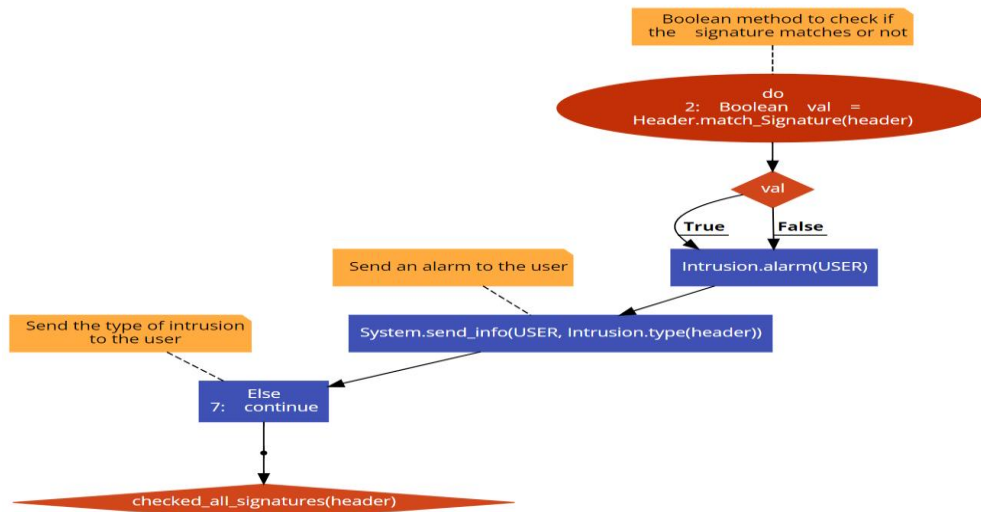 Boolean method to check if
the signature matches or not
do
2: Boolean val =
Header.match_Signature(header)
val
True
False
Intrusion.alarm(USER)
Send an alarm to the user
System.send_info(USER, Intrusion.type(header))
Send the type of intrusion
to the user
Else
7: continue
checked_all_signatures(header)